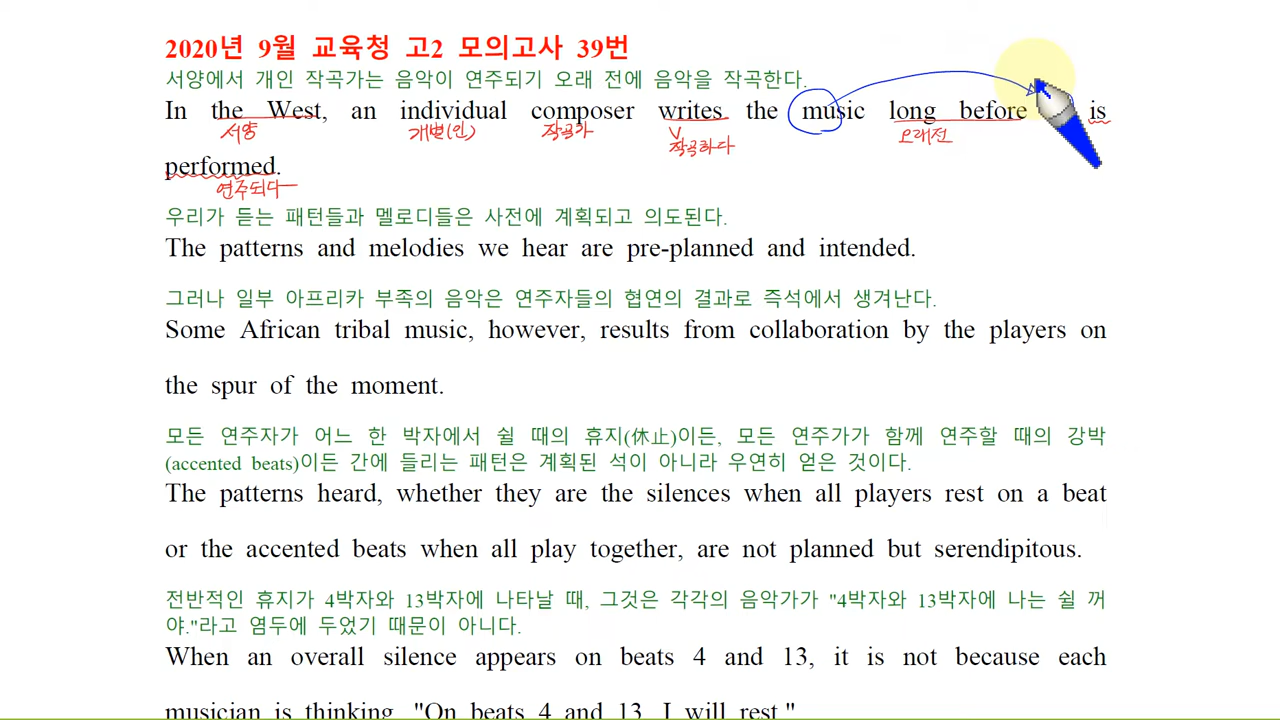 2020년 9월 교육청 고2 모의고사 39번
서양에서 개인 작곡가는 음악이 연주되기 오래 전에 음악을 작곡한다.
In the West, an individual composer writes the music long before is
서양 개별(인) 작곡가 작곡하다 오래전
performed.
연주되다
우리가 듣는 패턴들과 멜로디들은 사전에 계획되고 의도된다.
The patterns and melodies we hear are pre-planned and intended.
그러나 일부 아프리카 부족의 음악은 연주자들의 협연의 결과로 즉석에서 생겨난다.
Some African tribal music, however, results from collaboration by the players on
the spur of the moment.
모든 연주자가 어느 한 박자에서 쉴 때의 휴지(休止)이든, 모든 연주가가 함께 연주할 때의 강박
(accented beats)이든 간에 들리는 패턴은 계획된 석이 아니라 우연히 얻은 것이다.
The patterns heard, whether they are the silences when all players rest on a beat
or the accented beats when all play together, are not planned but serendipitous.
전반적인 휴지가 4박자와 13박자에 나타날 때, 그것은 각각의 음악가가 "4박자와 13박자에 나는 쉴 꺼
야."라고 염두에 두었기 때문이 아니다.
When an overall silence appears on beats 4 and 13, it is not because each
musician is thinking, "On beats 4 and 13, I will rest."